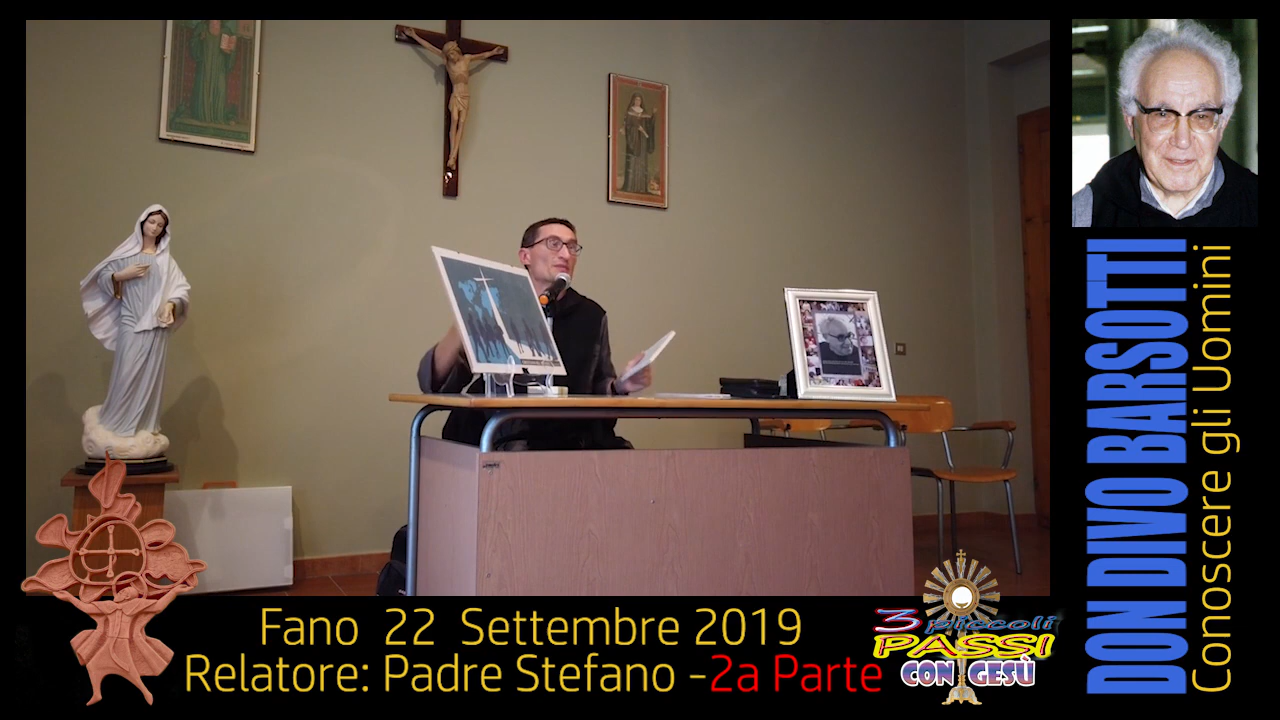 Fano 22 Settembre 2019
Relatore: Padre Stefano -2a Parte
3 piccoli
PASSI
CON GESÙ
DON DIVO BARSOTTI
Conoscere gli Uomini